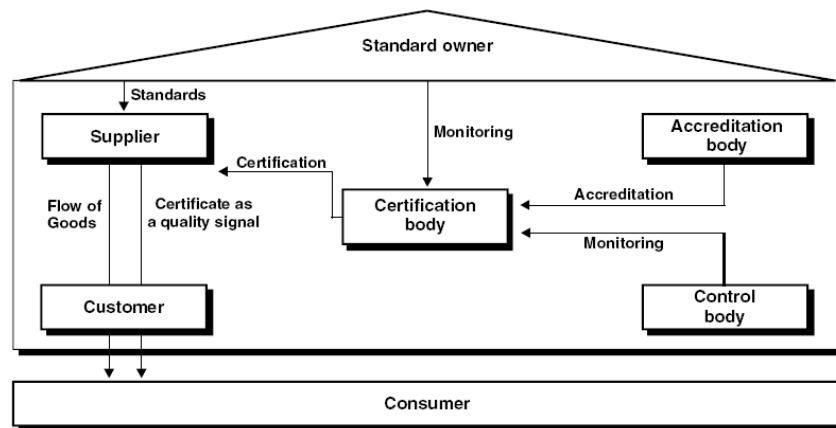 Standard owner
Standards
Supplier
Monitoring
Accreditation
body
Certification
Flow of
Goods
Certificate as
a quality signal
Certification
body
Accreditation
Monitoring
Customer
Control
body
Consumer